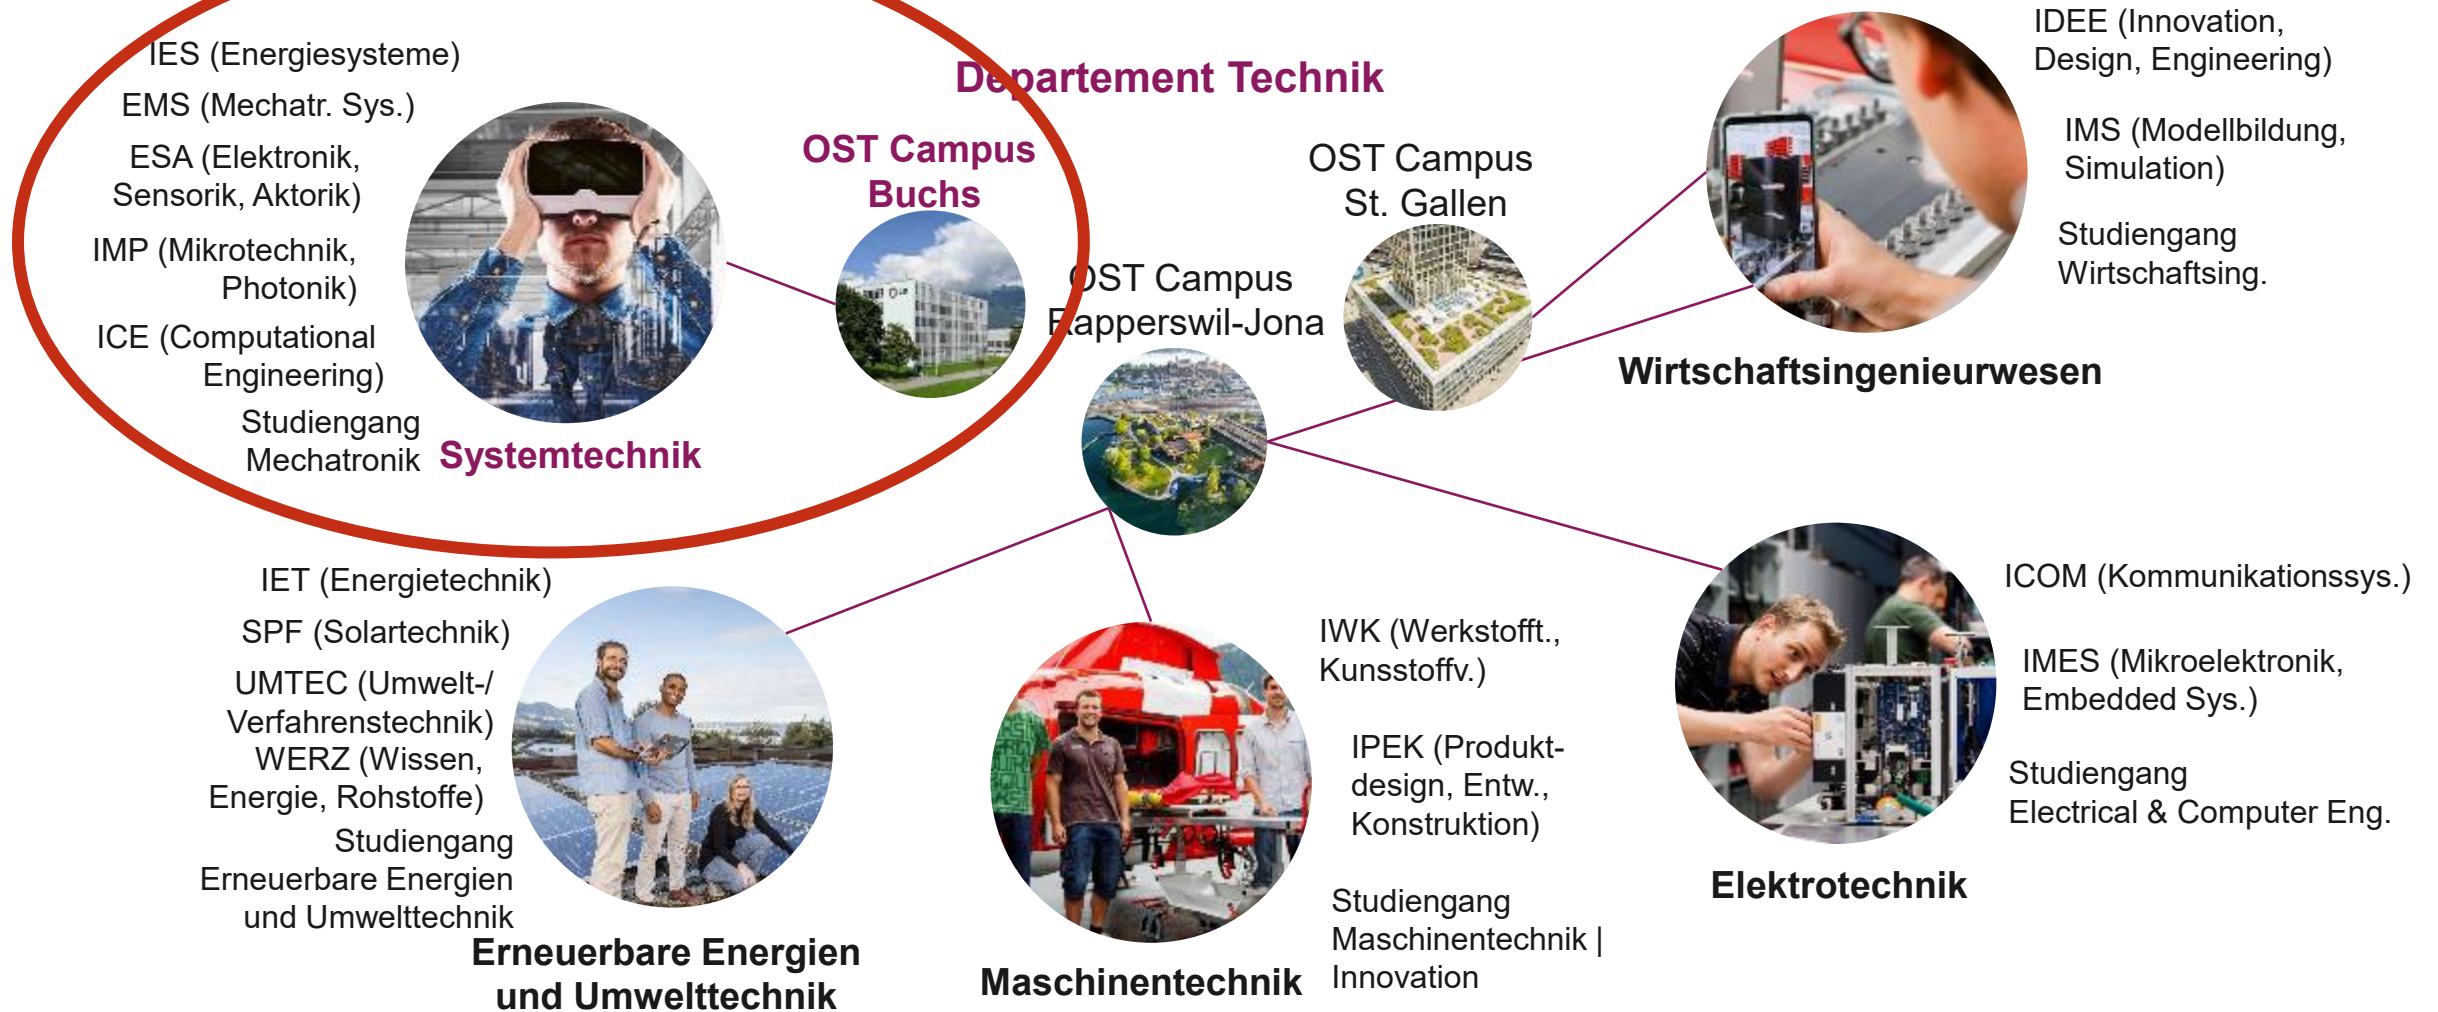 IES (Energiesysteme)
EMS (Mechatr. Sys.)
ESA (Elektronik,
Sensorik, Aktorik)
IMP (Mikrotechnik,
Photonik)
ICE (Computational
Engineering)
Studiengang
Mechatronik
Systemtechnik
Departement Technik
OST Campus
Buchs
OST Campus
Rapperswil-Jona
OST Campus
St. Gallen
IDEE (Innovation,
Design, Engineering)
IMS (Modellbildung,
Simulation)
Studiengang
Wirtschaftsing.
Wirtschaftsingenieurwesen
IET (Energietechnik)
SPF (Solartechnik)
UMTEC (Umwelt-/
Verfahrenstechnik)
WERZ (Wissen,
Energie, Rohstoffe)
Studiengang
Erneuerbare Energien
und Umwelttechnik
Erneuerbare Energien
und Umwelttechnik
IWK (Werkstofft.,
Kunsstoffv.)
IPEK (Produkt-
design, Entw.,
Konstruktion)
Studiengang
Maschinentechnik |
Innovation
Maschinentechnik
ICOM (Kommunikationssys.)
IMES (Mikroelektronik,
Embedded Sys.)
Studiengang
Electrical & Computer Eng.
Elektrotechnik